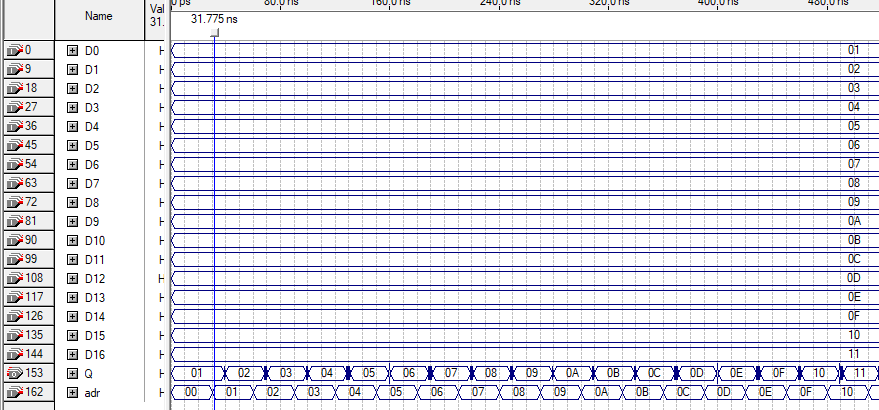 Name Val 0 ps 80.0 ns 160.0 ns 240.0 ns 320.0 ns 400.0 ns 480.0 ns
31. 31.775 ns
0 D0 H 01
9 D1 H 02
18 D2 H 03
27 D3 H 04
36 D4 H 05
45 D5 H 06
54 D6 H 07
63 D7 H 08
72 D8 H 09
81 D9 H 0A
90 D10 H 0B
99 D11 H 0C
108 D12 H 0D
117 D13 H 0E
126 D14 H 0F
135 D15 H 10
144 D16 H 11
153 Q H 01 02 03 04 05 06 07 08 09 0A 0B 0C 0D 0E 0F 10 11
162 adr H 00 01 02 03 04 05 06 07 08 09 0A 0B 0C 0D 0E 0F 10